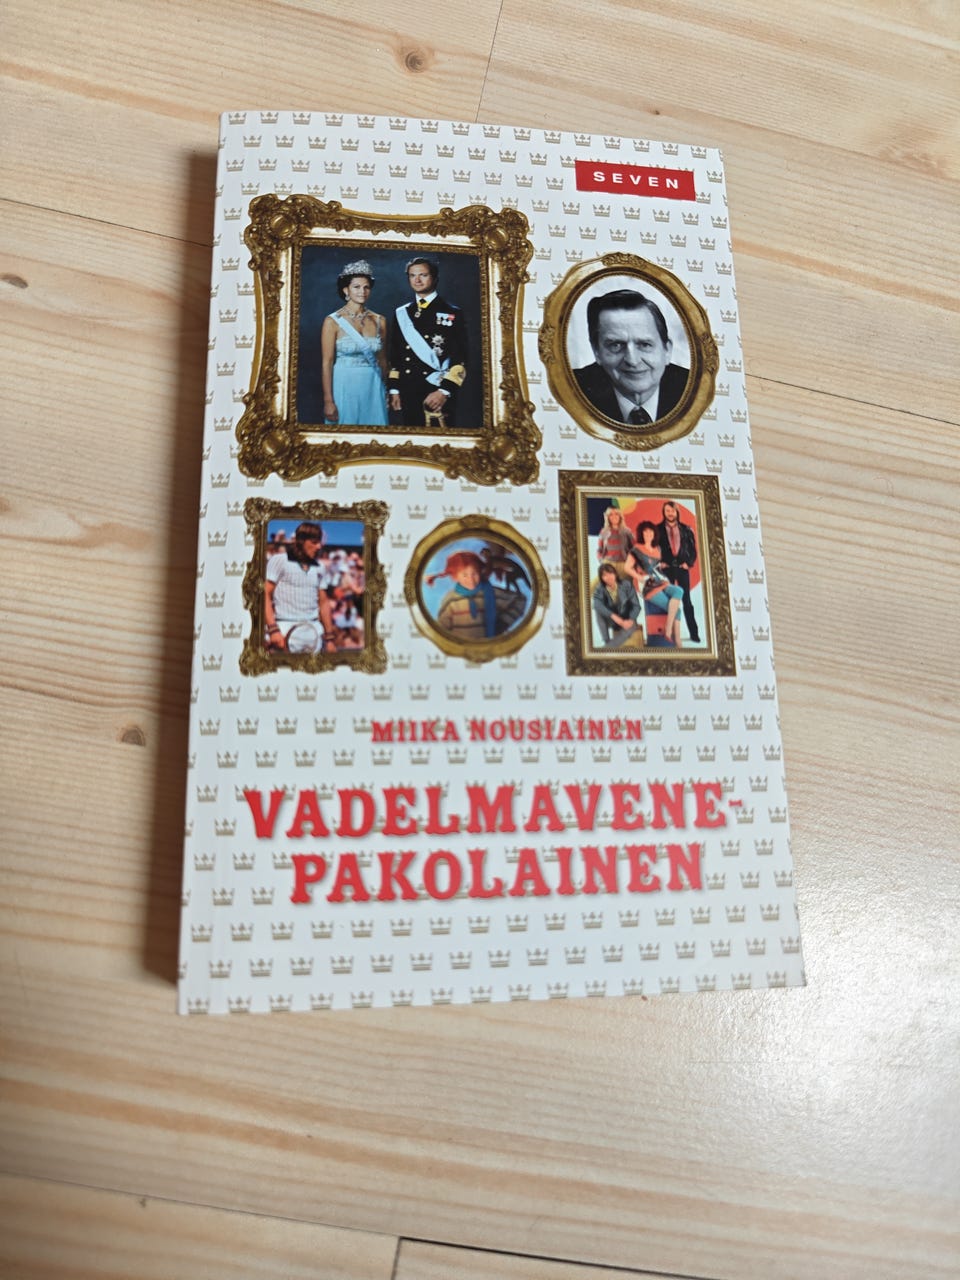 SEVEN
MIIKA NOUSIAINEN
VADELMAVENE-
PAKOLAINEN